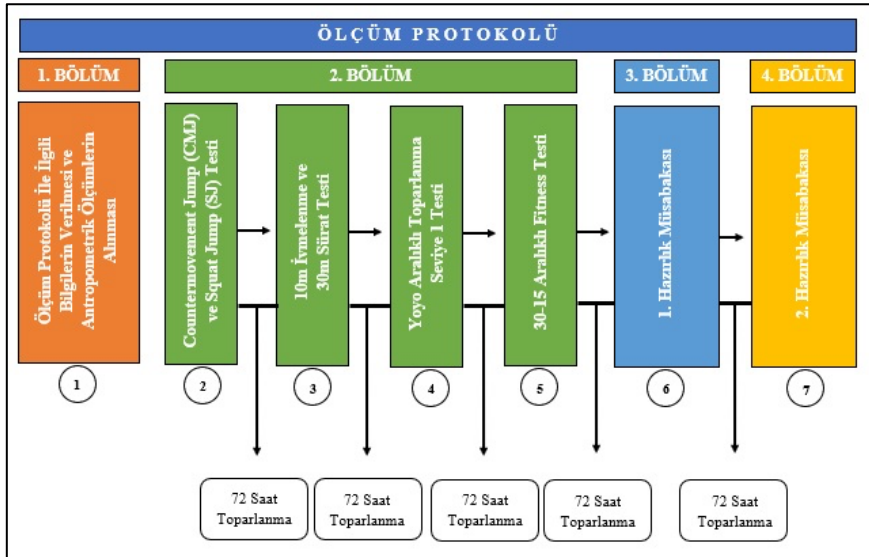 ÖLÇÜM PROTOKOLÜ
1. BÖLÜM
2. BÖLÜM
3. BÖLÜM
4. BÖLÜM
Ölçüm Protokolü İle İlgili
Bilgilerin Verilmesi ve
Antropometrik Ölçümlerin
Alınması
Countermovement Jump (CMJ)
ve Squat Jump (SJ) Testi
10m İvmelenme ve
30m Sürat Testi
Yoyo Aralıklı Toparlanma
Seviye 1 Testi
30-15 Aralıklı Fitness Testi
1. Hazırlık Müsabakası
2. Hazırlık Müsabakası
1
2
3
4
5
6
7
72 Saat
Toparlanma
72 Saat
Toparlanma
72 Saat
Toparlanma
72 Saat
Toparlanma
72 Saat
Toparlanma